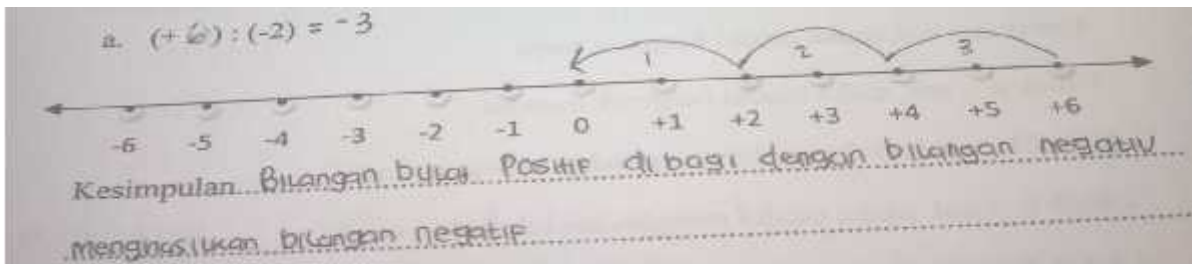 a. (+6) : (-2) = -3
1 2 3
-6 -5 -4 -3 -2 -1 0 +1 +2 +3 +4 +5 +6
Kesimpulan Bilangan bulat Positif di bagi dengan bilangan negativ
menghasilkan bilangan negatif